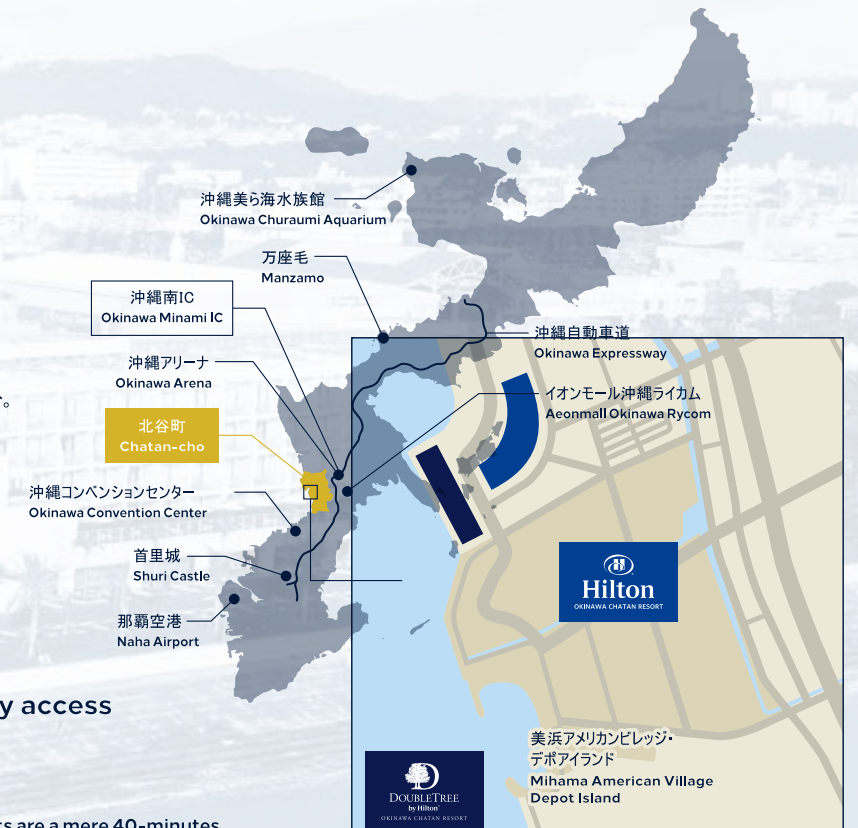 沖縄美ら海水族館
Okinawa Churaumi Aquarium
万座毛
Manzamo
沖縄南IC
Okinawa Minami IC
沖縄自動車道
Okinawa Expressway
沖縄アリーナ
Okinawa Arena
イオンモール沖縄ライカム
Aeonmall Okinawa Rycom
。
北谷町
Chatan-cho
沖縄コンベンションセンター
Okinawa Convention Center
首里城
Shuri Castle
那覇空港
Naha Airport
H
Hilton
OKINAWA CHATAN RESORT
y access
美浜アメリカンビレッジ・
デポアイランド
Mihama American Village
Depot Island
D
DOUBLETREE
by Hilton
OKINAWA CHATAN RESORT
ts are a mere 40-minutes